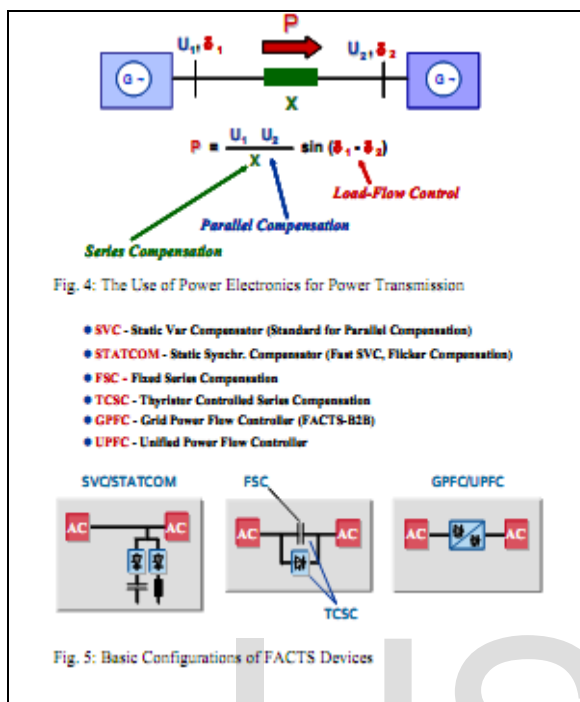 P
U1, δ1
U2, δ2
G ~
G ~
X
P = U1 U2 / X sin (δ1 - δ2)
Load-Flow Control
Parallel Compensation
Series Compensation
Fig. 4: The Use of Power Electronics for Power Transmission
SVC - Static Var Compensator (Standard for Parallel Compensation)
STATCOM - Static Synchr. Compensator (Fast SVC, Flicker Compensation)
FSC - Fixed Series Compensation
TCSC - Thyristor Controlled Series Compensation
GPFC - Grid Power Flow Controller (FACTS-B2B)
UPFC - Unified Power Flow Controller
SVC/STATCOM
FSC
GPFC/UPFC
AC
AC
AC
AC
AC
AC
TCSC
Fig. 5: Basic Configurations of FACTS Devices